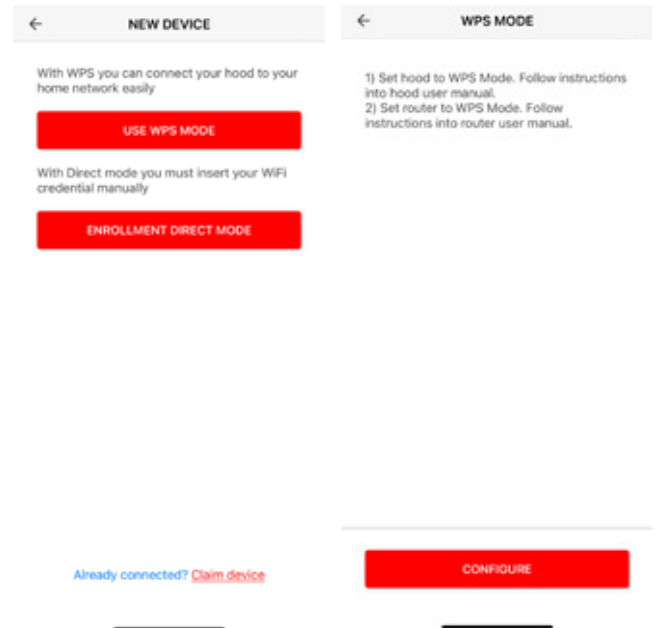 NEW DEVICE
With WPS you can connect your hood to your
home network easily
USE WPS MODE
With Direct mode you must insert your WiFi
credential manually
ENROLLMENT DIRECT MODE
Already connected? Claim device
WPS MODE
1) Set hood to WPS Mode. Follow instructions
into hood user manual.
2) Set router to WPS Mode. Follow
instructions into router user manual.
CONFIGURE